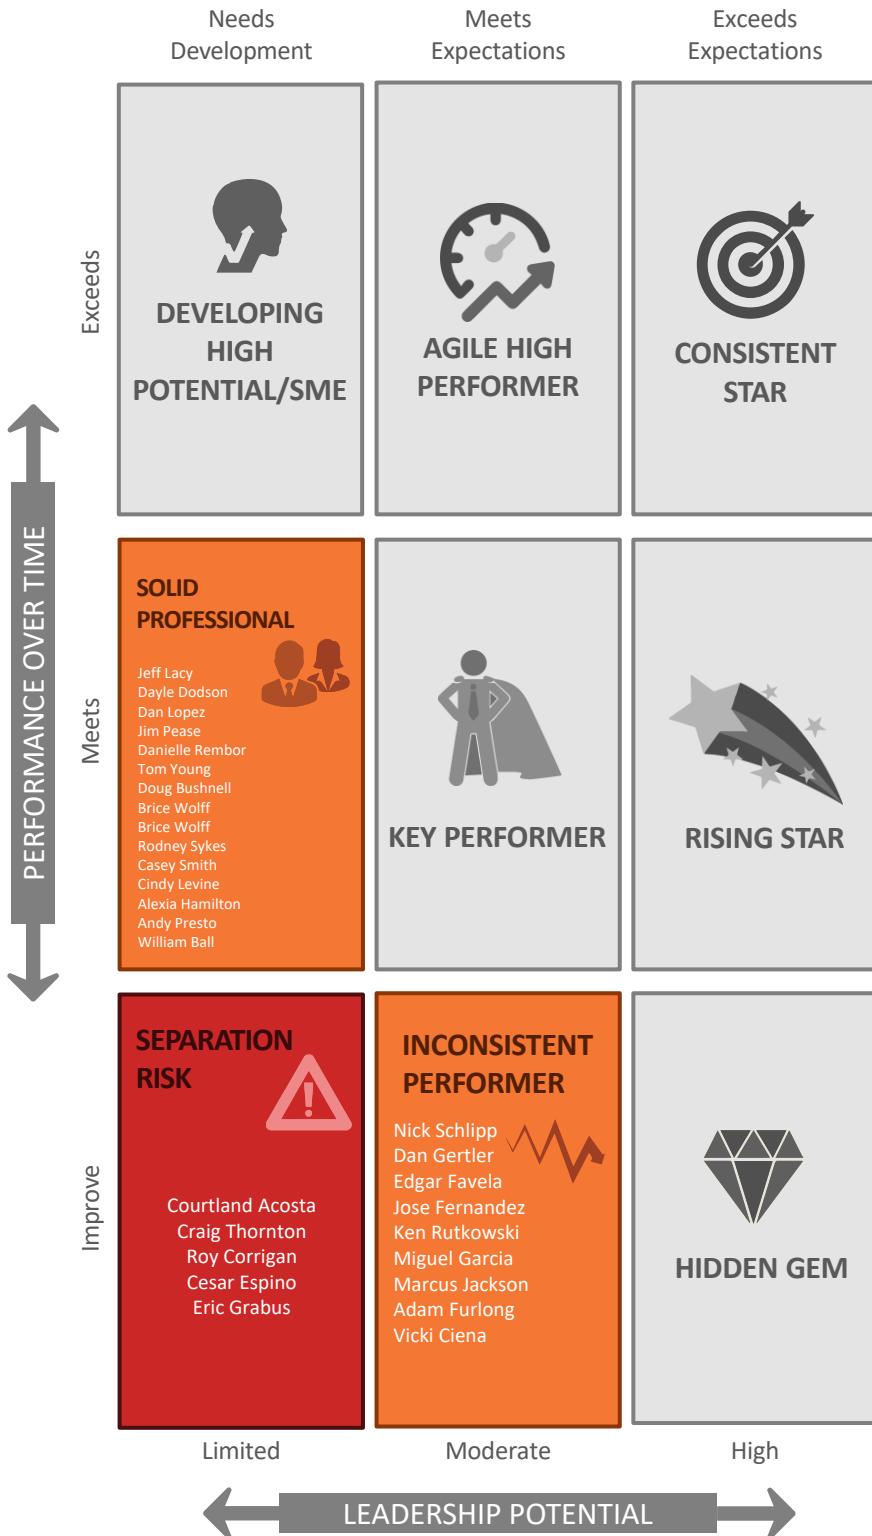 Needs
Development
Meets
Expectations
Exceeds
Expectations
Exceeds
DEVELOPING
HIGH
POTENTIAL/SME
AGILE HIGH
PERFORMER
CONSISTENT
STAR
PERFORMANCE OVER TIME
Meets
SOLID
PROFESSIONAL
Jeff Lacy
Dayle Dodson
Dan Lopez
Jim Pease
Danielle Rembor
Tom Young
Doug Bushnell
Brice Wolff
Brice Wolff
Rodney Sykes
Casey Smith
Cindy Levine
Alexia Hamilton
Andy Presto
William Ball
KEY PERFORMER
RISING STAR
Improve
SEPARATION
RISK
Courtland Acosta
Craig Thornton
Roy Corrigan
Cesar Espino
Eric Grabus
INCONSISTENT
PERFORMER
Nick Schlipp
Dan Gertler
Edgar Favela
Jose Fernandez
Ken Rutkowski
Miguel Garcia
Marcus Jackson
Adam Furlong
Vicki Ciena
HIDDEN GEM
Limited
Moderate
High
LEADERSHIP POTENTIAL